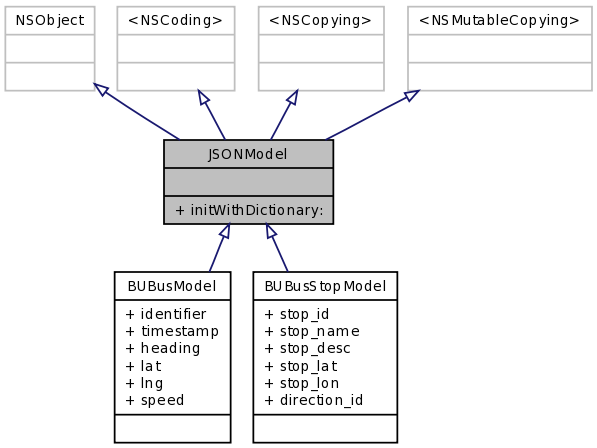 NSObject
<NSCoding>
<NSCopying>
<NSMutableCopying>
JSONModel
+ initWithDictionary:
BUBusModel
+ identifier
+ timestamp
+ heading
+ lat
+ lng
+ speed
BUBusStopModel
+ stop_id
+ stop_name
+ stop_desc
+ stop_lat
+ stop_lon
+ direction_id